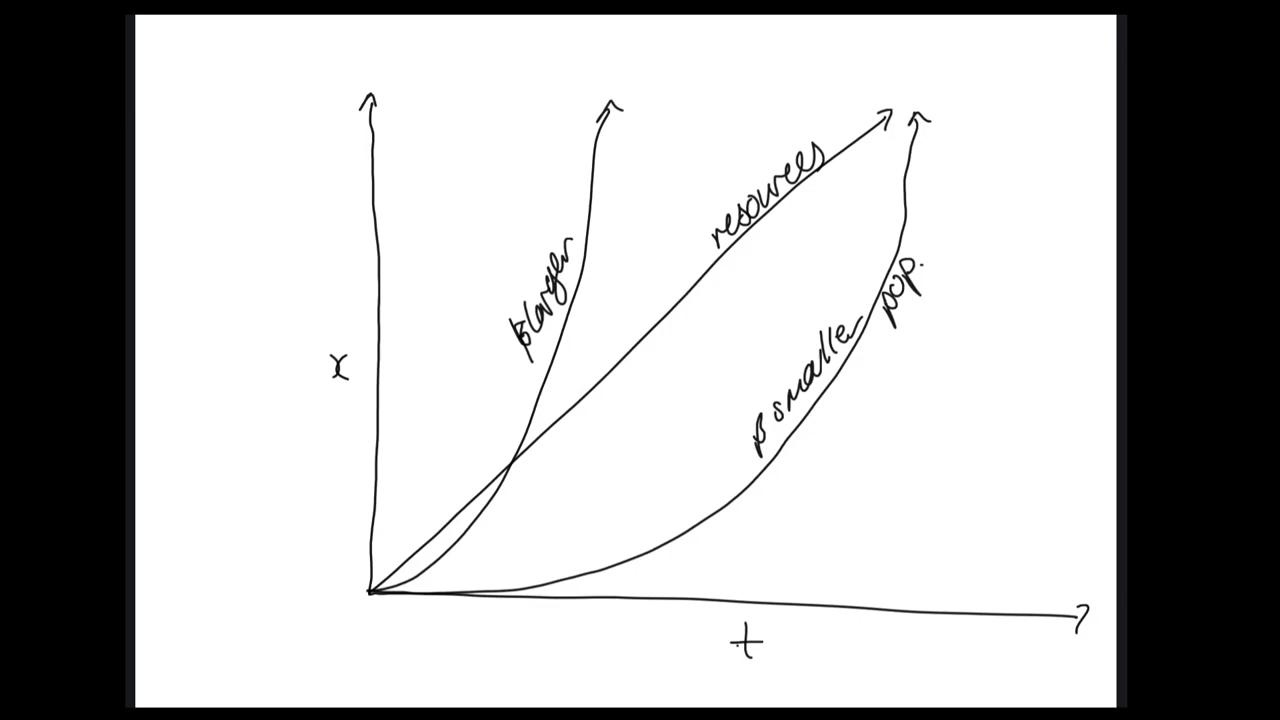 resources
β larger
β smaller pop.
x
t